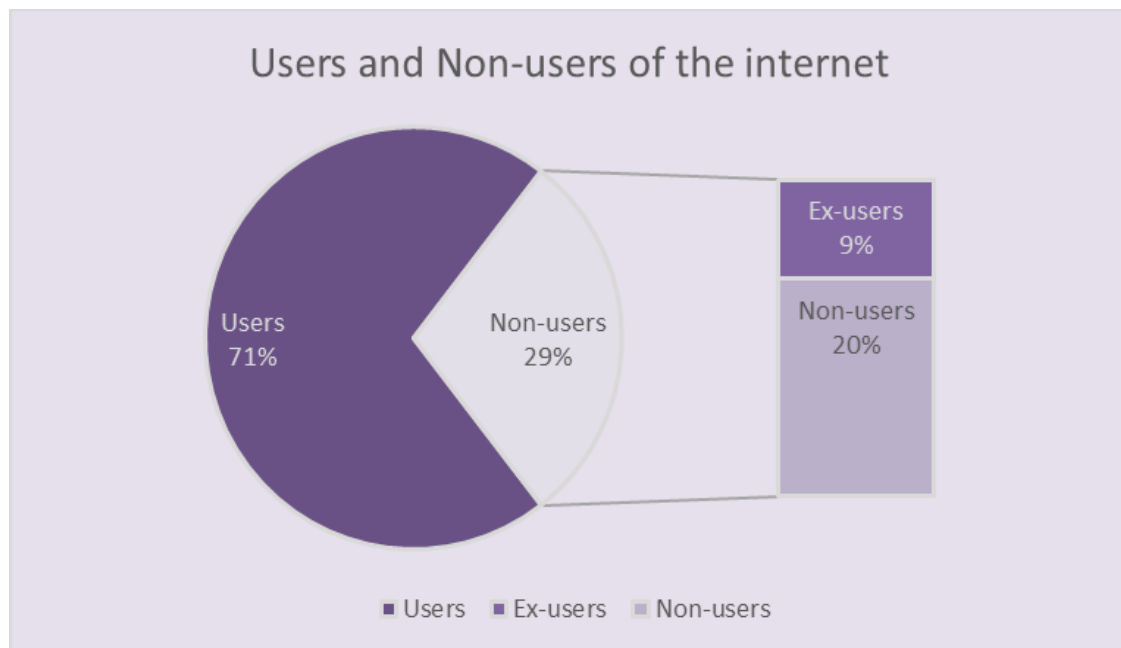 Users and Non-users of the internet
Users
71%
Non-users
29%
Ex-users
9%
Non-users
20%
Users Ex-users Non-users